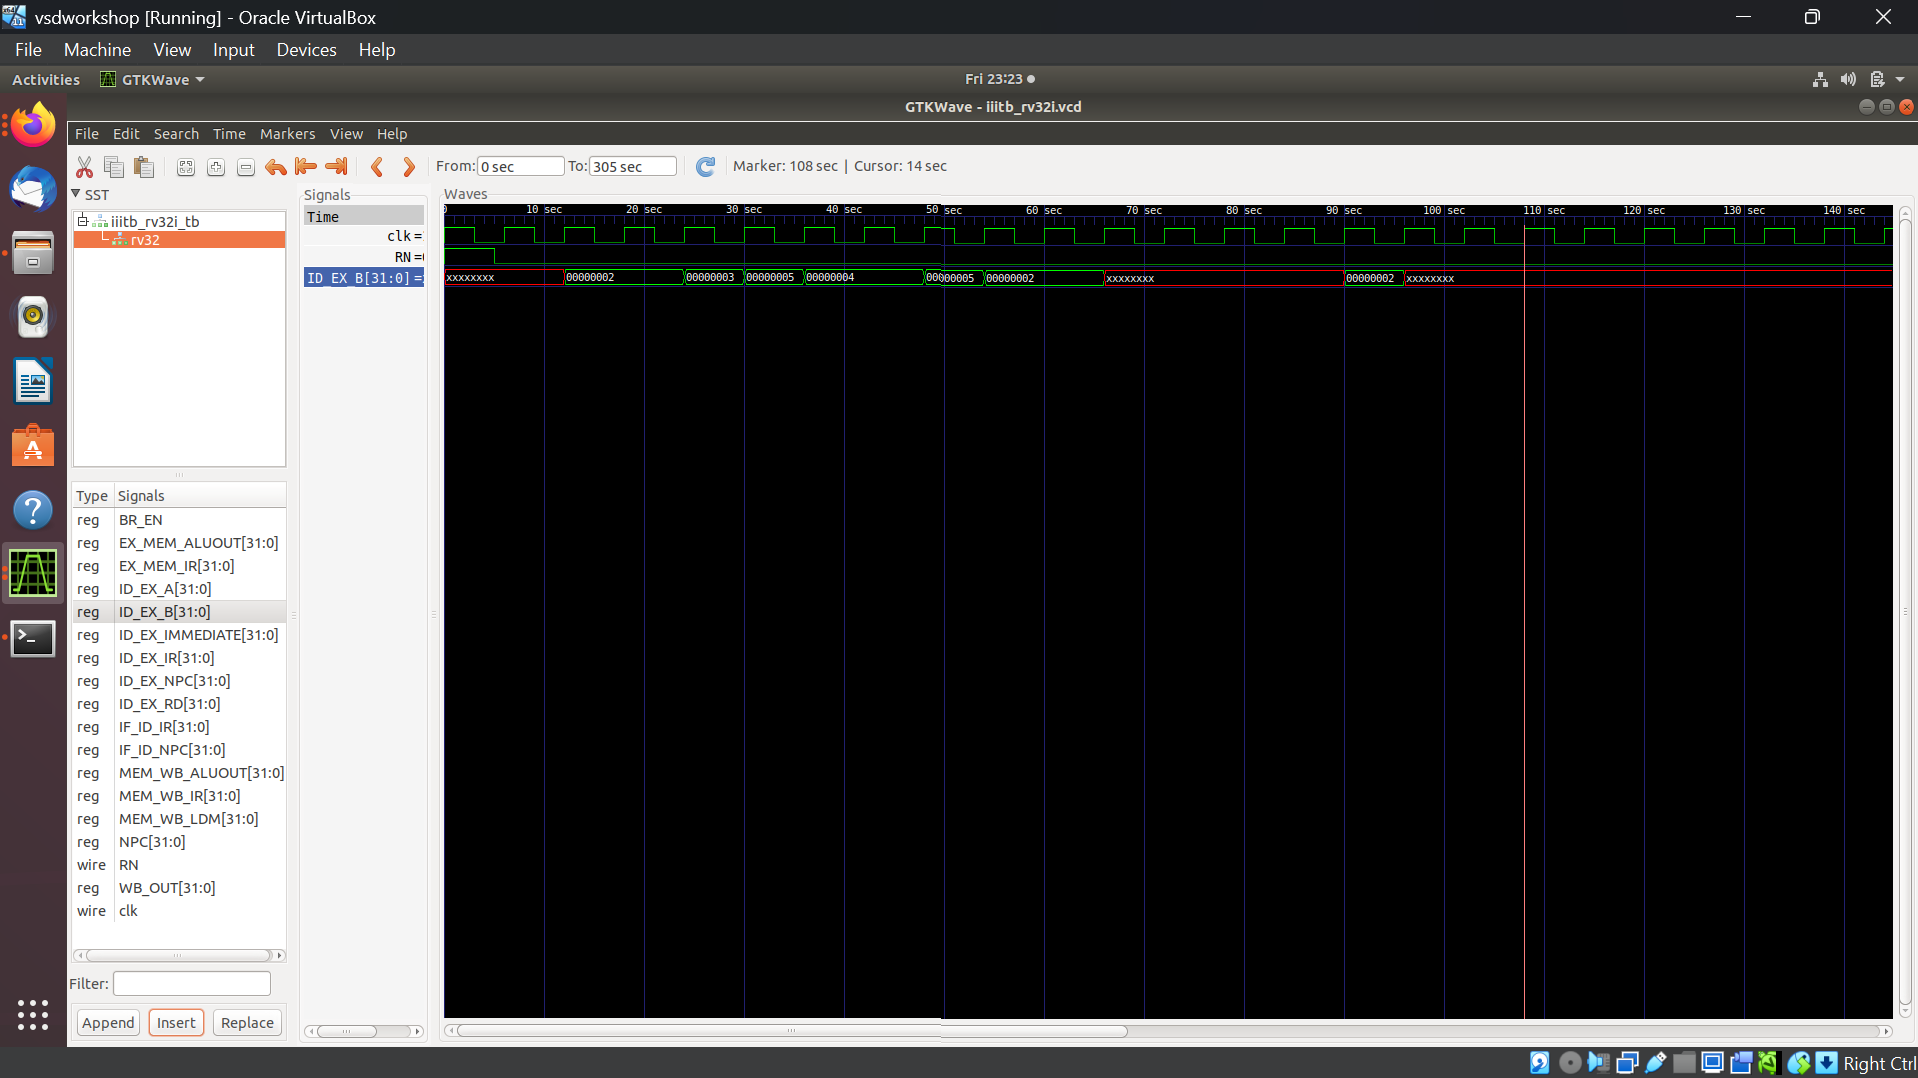 vsdworkshop [Running] - Oracle VirtualBox
File Machine View Input Devices Help
Activities GTKWave Fri 23:23
GTKWave - iiitb_rv32i.vcd
File Edit Search Time Markers View Help
From: 0 sec To: 305 sec Marker: 108 sec | Cursor: 14 sec
SST
iiitb_rv32i_tb
rv32
Type Signals
reg BR_EN
reg EX_MEM_ALUOUT[31:0]
reg EX_MEM_IR[31:0]
reg ID_EX_A[31:0]
reg ID_EX_B[31:0]
reg ID_EX_IMMEDIATE[31:0]
reg ID_EX_IR[31:0]
reg ID_EX_NPC[31:0]
reg ID_EX_RD[31:0]
reg IF_ID_IR[31:0]
reg IF_ID_NPC[31:0]
reg MEM_WB_ALUOUT[31:0]
reg MEM_WB_IR[31:0]
reg MEM_WB_LDM[31:0]
reg NPC[31:0]
wire RN
reg WB_OUT[31:0]
wire clk
Filter:
Append Insert Replace
Signals
Time
clk=
RN=
ID_EX_B[31:0] =
Waves
0 10 sec 20 sec 30 sec 40 sec 50 sec 60 sec 70 sec 80 sec 90 sec 100 sec 110 sec 120 sec 130 sec 140 sec
xxxxxxxx 00000002 00000003 00000005 00000004 00000005 00000002 xxxxxxxx 00000002 xxxxxxxx
Right Ctrl